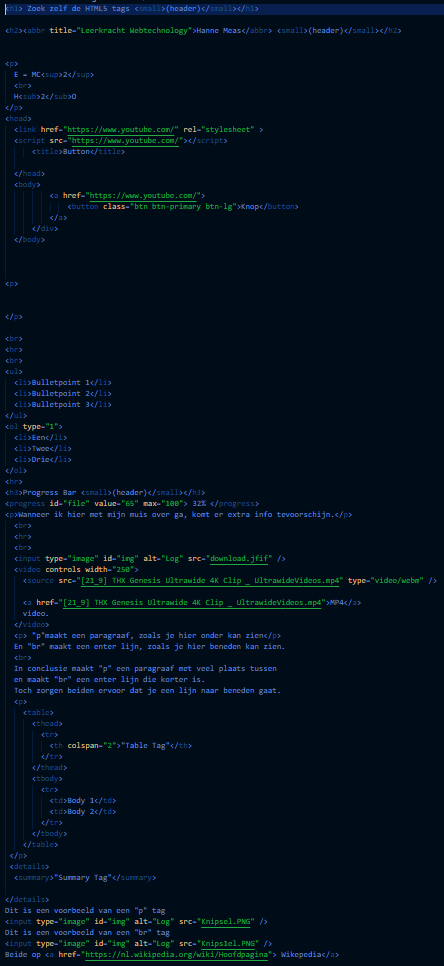 <h1> Zoek zelf de HTML5 tags <small>(header)</small></h1>
<h2><abbr title="Leerkracht Webtechnology">Hanne Meas</abbr> <small>(header)</small></h2>
<p>
E = MC<sup>2</sup>
<br>
H<sub>2</sub>O
</p>
<head>
<link href="https://www.youtube.com/" rel="stylesheet" >
<script src="https://www.youtube.com/"></script>
<title>Button</title>
</head>
<body>
<a href="https://www.youtube.com/">
<button class="btn btn-primary btn-lg">Knop</button>
</a>
</div>
</body>
<p>
</p>
<br>
<hr>
<br>
<ul>
<li>Bulletpoint 1</li>
<li>Bulletpoint 2</li>
<li>Bulletpoint 3</li>
</ul>
<ol type="1">
<li>Een</li>
<li>Twee</li>
<li>Drie</li>
</ol>
<hr>
<h3>Progress Bar <small>(header)</small></h3>
<progress id="file" value="65" max="100"> 32% </progress>
<p>Wanneer ik hier met mijn muis over ga, komt er extra info tevoorschijn.</p>
<br>
<hr>
<br>
<input type="image" id="img" alt="Log" src="download.jfif" />
<video controls width="250">
<source src="[21_9] THX Genesis Ultrawide 4K Clip _ UltrawideVideos.mp4" type="video/webm" />
<a href="[21_9] THX Genesis Ultrawide 4K Clip _ UltrawideVideos.mp4">MP4</a>
video.
</video>
<p> "p"maakt een paragraaf, zoals je hier onder kan zien</p>
En "br" maakt een enter lijn, zoals je hier beneden kan zien.
<br>
In conclusie maakt "p" een paragraaf met veel plaats tussen
en maakt "br" een enter lijn die korter is.
Toch zorgen beiden ervoor dat je een lijn naar beneden gaat.
<p>
<table>
<thead>
<tr>
<th colspan="2">"Table Tag"</th>
</tr>
</thead>
<tbody>
<tr>
<td>Body 1</td>
<td>Body 2</td>
</tr>
</tbody>
</table>
</p>
<details>
<summary>"Summary Tag"</summary>
</details>
Dit is een voorbeeld van een "p" tag
<input type="image" id="img" alt="Log" src="Knipsel.PNG" />
Dit is een voorbeeld van een "br" tag
<input type="image" id="img" alt="Log" src="Knips1el.PNG" />
Beide op <a href="https://nl.wikipedia.org/wiki/Hoofdpagina"> Wikepedia</a>